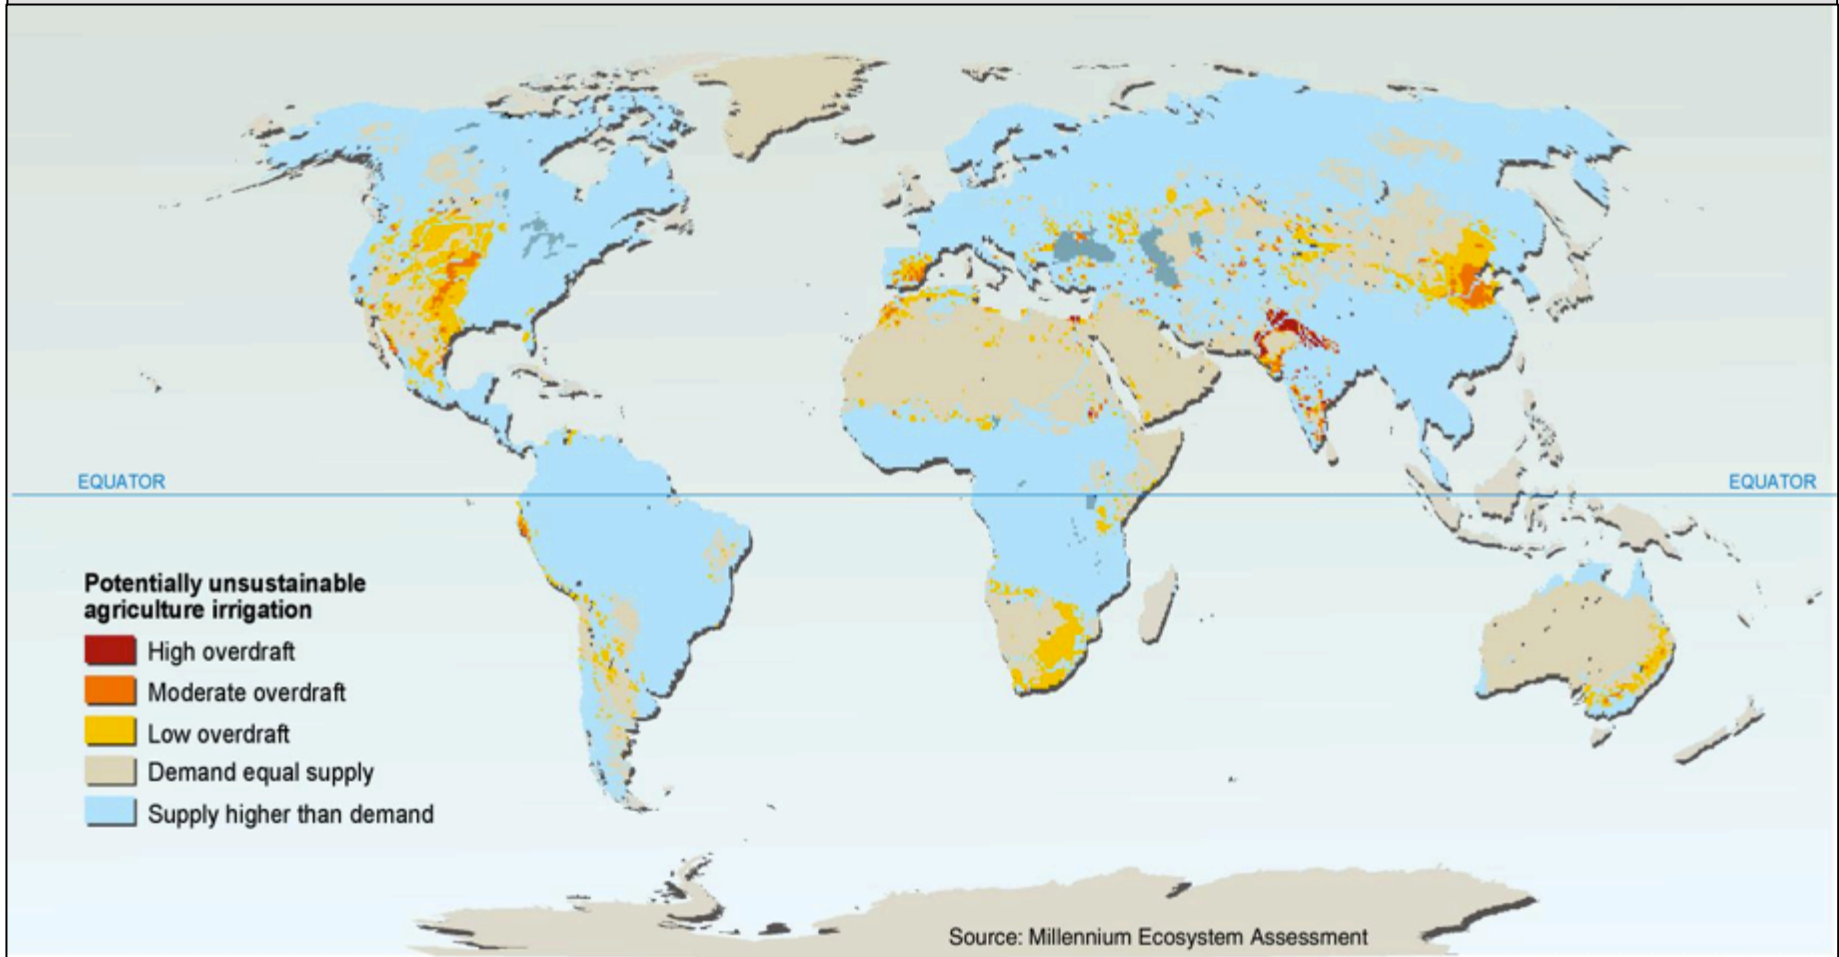 EQUATOR
EQUATOR
Potentially unsustainable
agriculture irrigation
High overdraft
Moderate overdraft
Low overdraft
Demand equal supply
Supply higher than demand
Source: Millennium Ecosystem Assessment